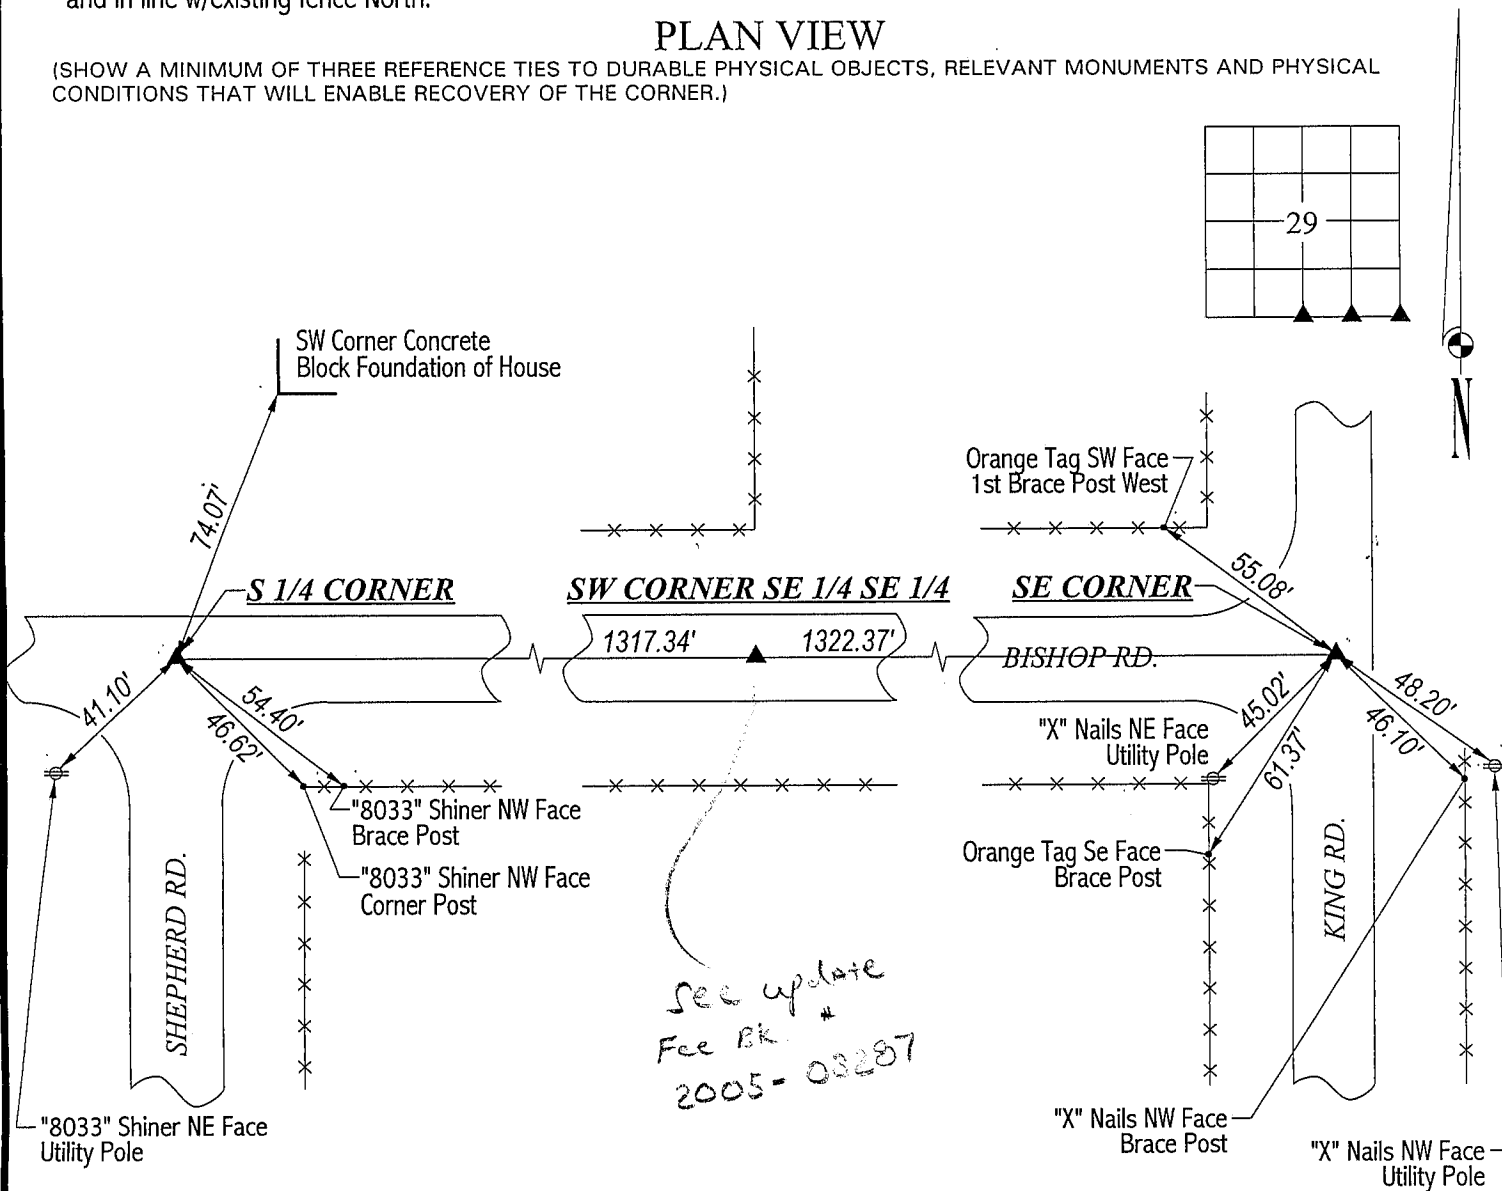 and in line w/existing fence North.
PLAN VIEW
(SHOW A MINIMUM OF THREE REFERENCE TIES TO DURABLE PHYSICAL OBJECTS, RELEVANT MONUMENTS AND PHYSICAL
CONDITIONS THAT WILL ENABLE RECOVERY OF THE CORNER.)
29
N
SW Corner Concrete
Block Foundation of House
74.07'
Orange Tag SW Face
1st Brace Post West
55.08'
S 1/4 CORNER
SW CORNER SE 1/4 SE 1/4
SE CORNER
1317.34'
1322.37'
BISHOP RD.
41.10'
54.40'
46.62'
"X" Nails NE Face
Utility Pole
45.02'
61.37'
48.20'
46.10'
"8033" Shiner NW Face
Brace Post
"8033" Shiner NW Face
Corner Post
Orange Tag Se Face
Brace Post
SHEPHERD RD.
KING RD.
See update
Fee Bk. #
2005-03287
"8033" Shiner NE Face
Utility Pole
"X" Nails NW Face
Brace Post
"X" Nails NW Face
Utility Pole